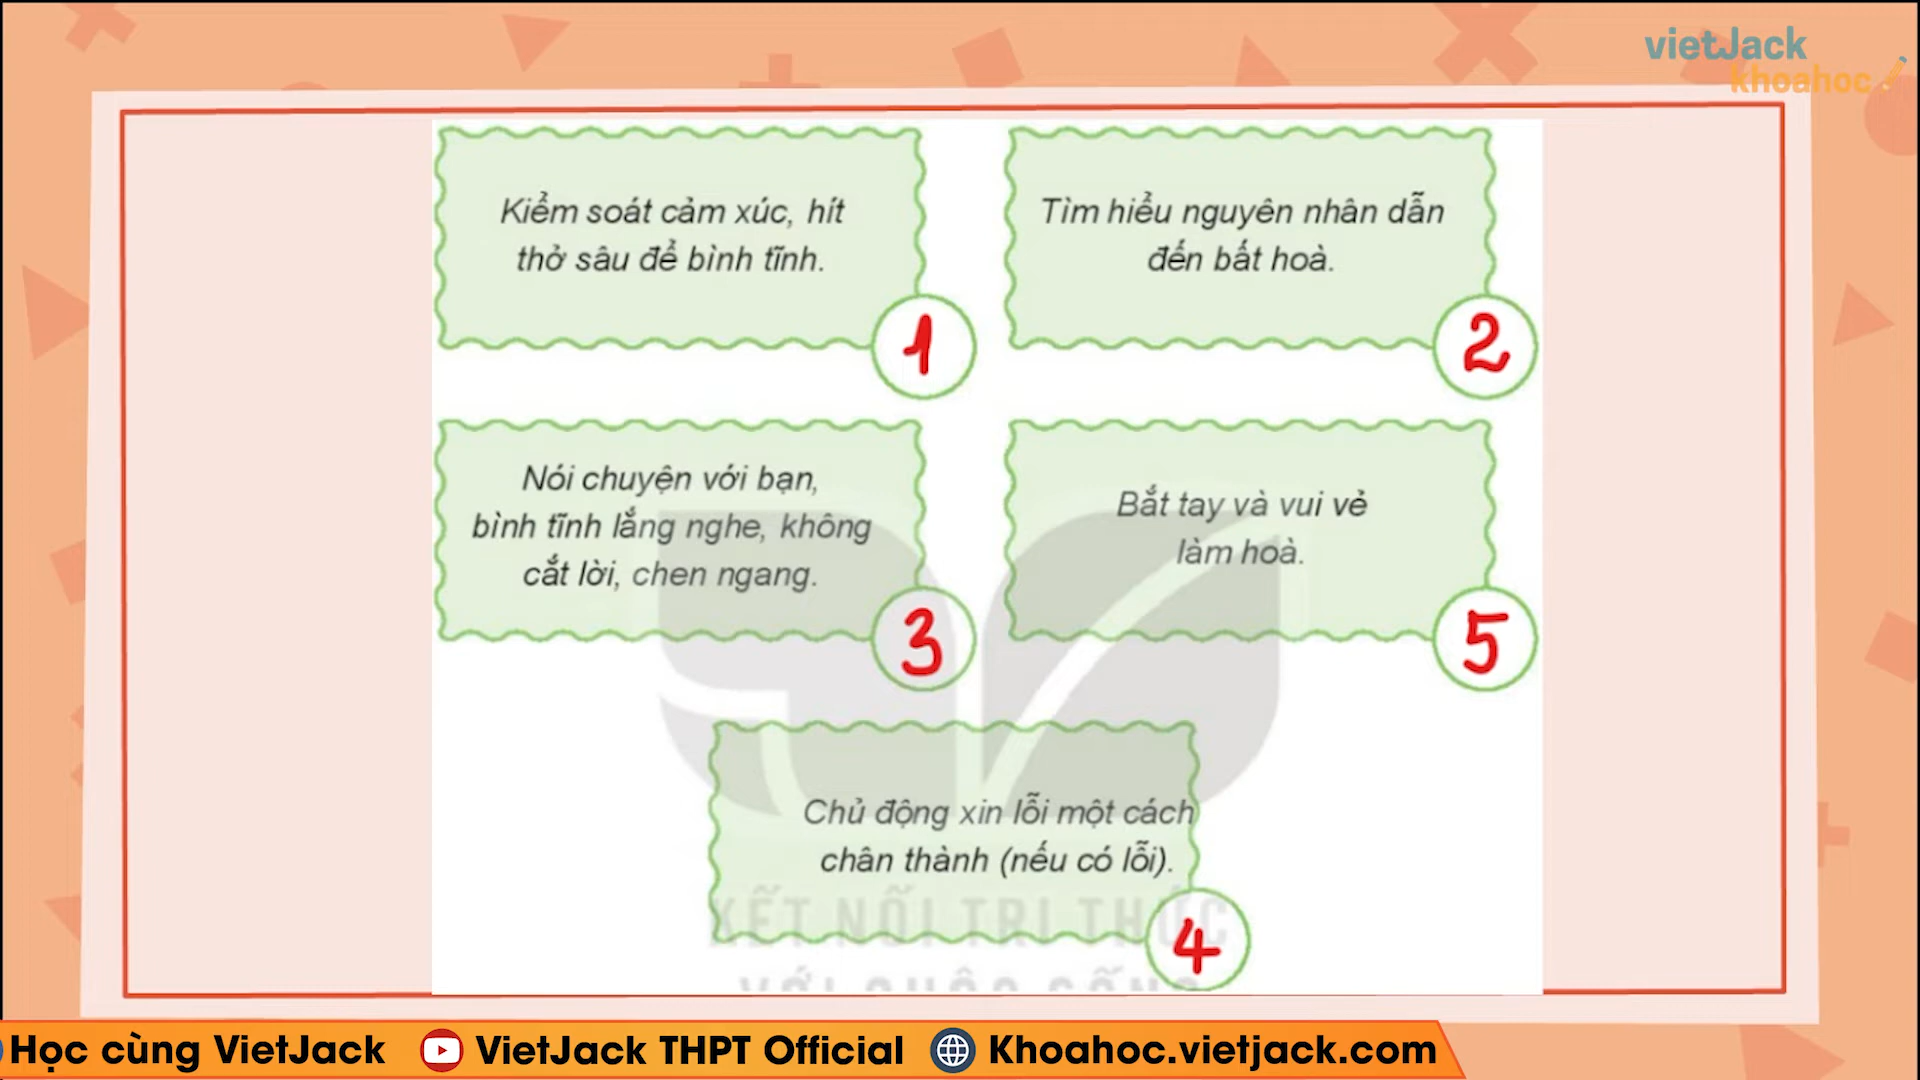 vietJack
khoahoc
Kiểm soát cảm xúc, hít
thở sâu để bình tĩnh.
1
Tìm hiểu nguyên nhân dẫn
đến bất hoà.
2
Nói chuyện với bạn,
bình tĩnh lắng nghe, không
cắt lời, chen ngang.
3
Bắt tay và vui vẻ
làm hoà.
5
Chủ động xin lỗi một cách
chân thành (nếu có lỗi).
4
KẾT NỐI TRI THỨC
VỚI CUỘC SỐNG
Học cùng VietJack
VietJack THPT Official
Khoahoc.vietjack.com